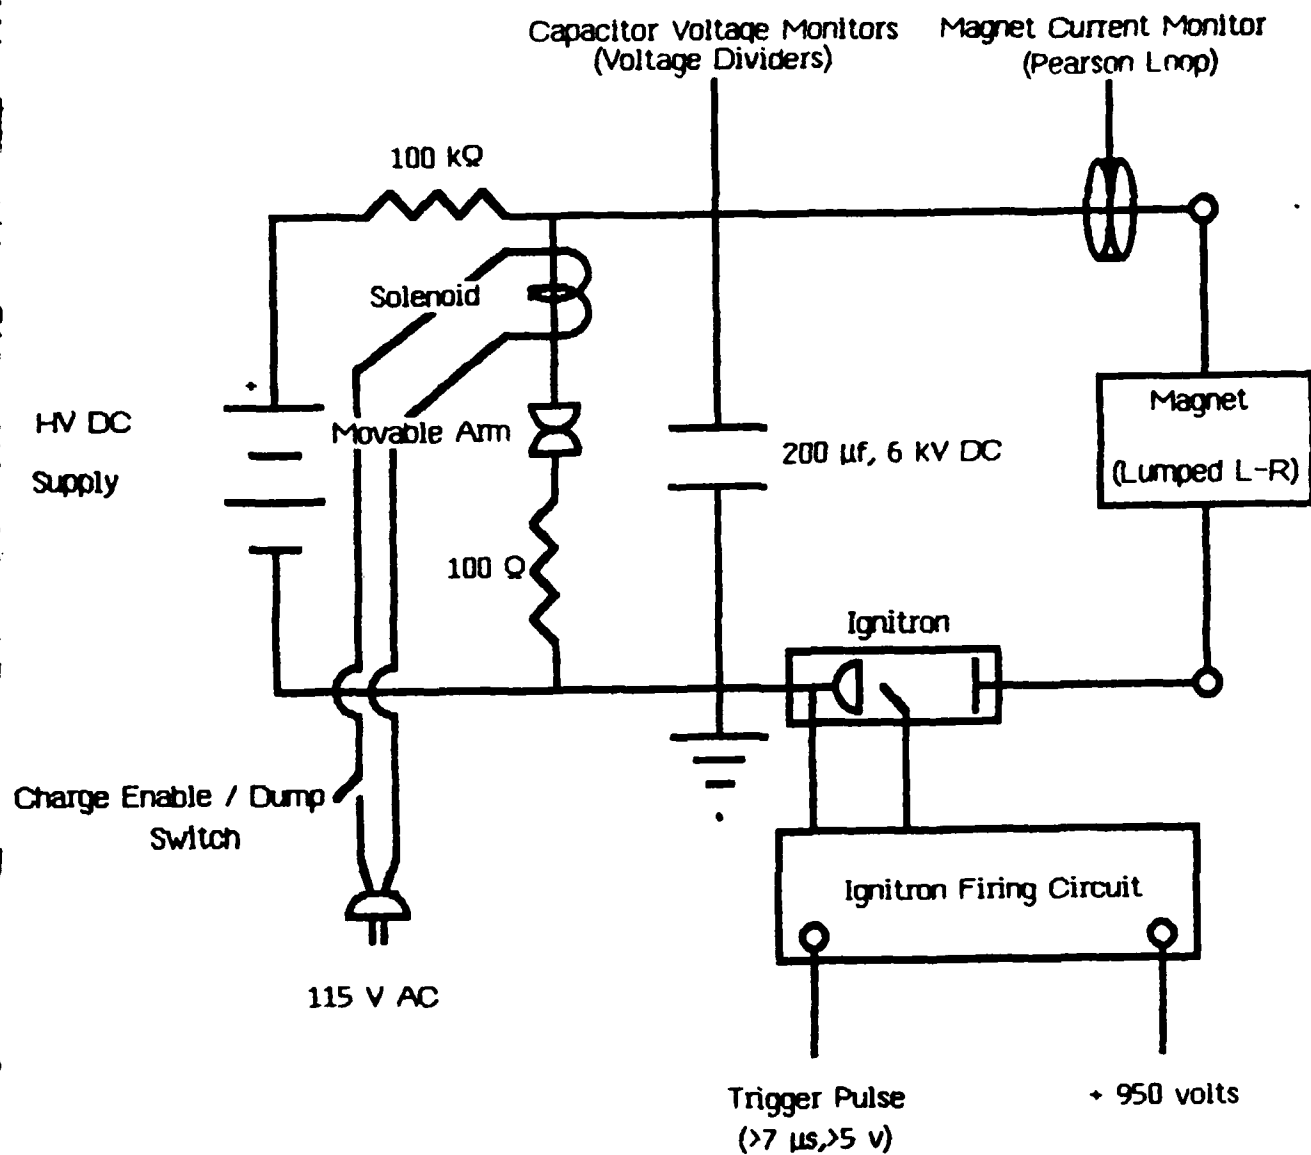 Capacitor Voltage Monitors
(Voltage Dividers)
Magnet Current Monitor
(Pearson Loop)
100 kΩ
Solenoid
+
HV DC
Supply
Movable Arm
200 µf, 6 kV DC
Magnet
(Lumped L-R)
100 Ω
Ignitron
Charge Enable / Dump
Switch
Ignitron Firing Circuit
115 V AC
Trigger Pulse
(>7 µs,>5 v)
+ 950 volts